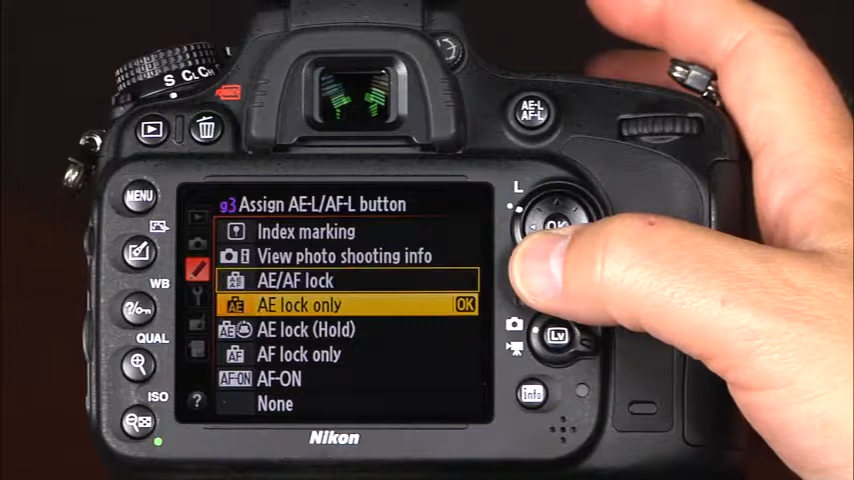 S CL CH
FORMAT
AE-L
AF-L
MENU
WB
?/
QUAL
ISO
g3 Assign AE-L/AF-L button
Index marking
View photo shooting info
AE/AF lock
AE lock only OK
AE lock (Hold)
AF lock only
AF-ON AF-ON
None
?
L
OK
Lv
info
Nikon